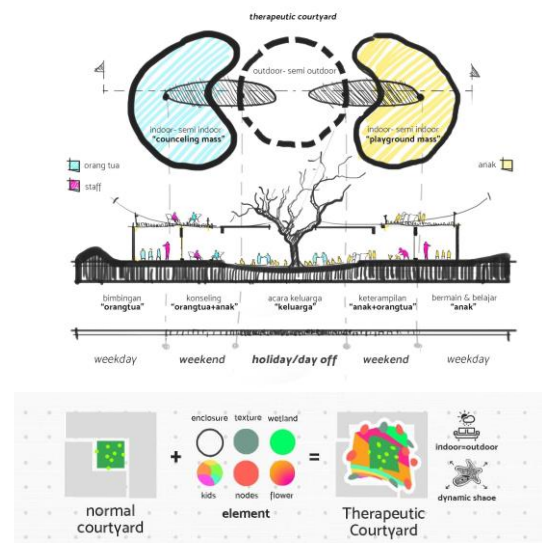 therapeutic courtyard
outdoor- semi outdoor
indoor- semi indoor
"counceling mass"
indoor- semi indoor
"playground mass"
orang tua
staff
anak
bimbingan
"orangtua"
konseling
"orangtua+anak"
acara keluarga
"keluarga"
keterampilan
"anak+orangtua"
bermain & belajar
"anak"
weekday
weekend
holiday/day off
weekend
weekday
enclosure
texture
wetland
+
=
kids
nodes
flower
element
normal
courtyard
Therapeutic
Courtyard
indoor=outdoor
dynamic shaoe